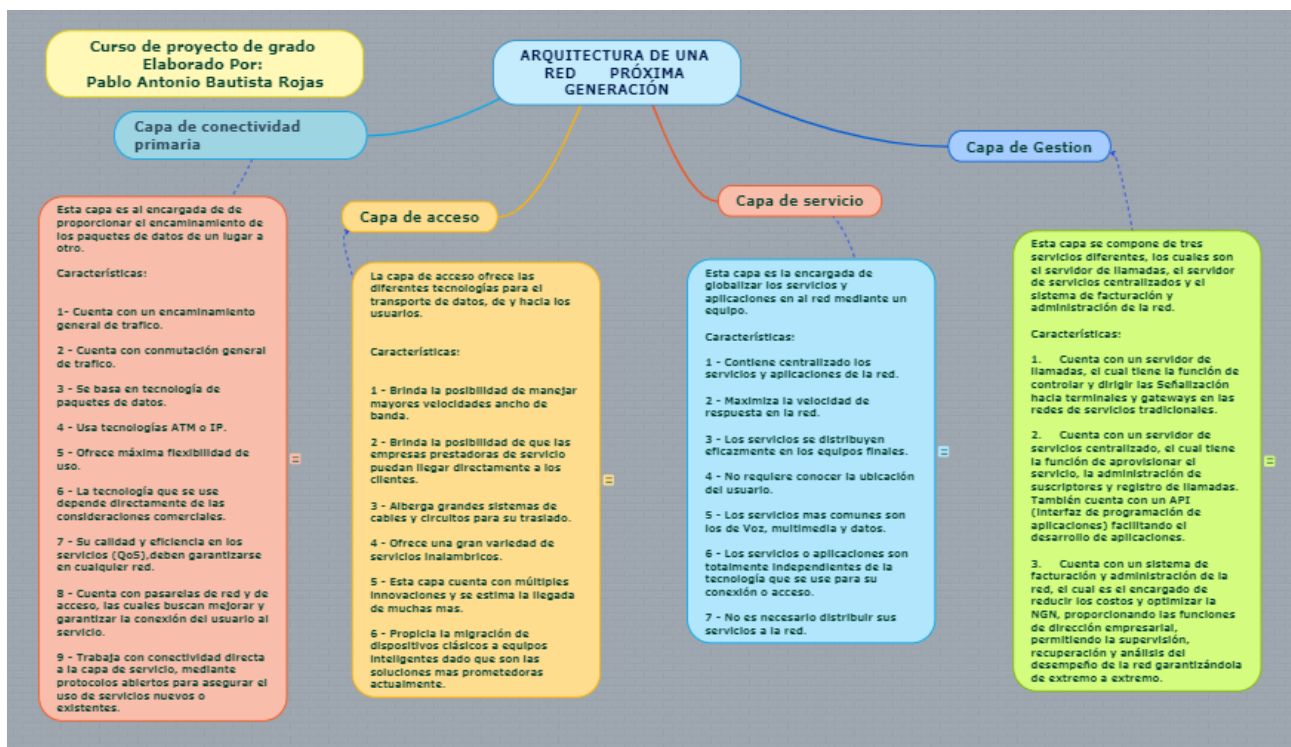 Curso de proyecto de grado
Elaborado Por:
Pablo Antonio Bautista Rojas
ARQUITECTURA DE UNA
RED PRÓXIMA
GENERACIÓN
Capa de conectividad
primaria
Esta capa es al encargada de de
proporcionar el encaminamiento de
los paquetes de datos de un lugar a
otro.
Características:
1- Cuenta con un encaminamiento
general de trafico.
2 - Cuenta con conmutación general
de trafico.
3 - Se basa en tecnología de
paquetes de datos.
4 - Usa tecnologías ATM o IP.
5 - Ofrece máxima flexibilidad de
uso.
6 - La tecnología que se use
depende directamente de las
consideraciones comerciales.
7 - Su calidad y eficiencia en los
servicios (QoS),deben garantizarse
en cualquier red.
8 - Cuenta con pasarelas de red y de
acceso, las cuales buscan mejorar y
garantizar la conexión del usuario al
servicio.
9 - Trabaja con conectividad directa
a la capa de servicio, mediante
protocolos abiertos para asegurar el
uso de servicios nuevos o
existentes.
Capa de acceso
La capa de acceso ofrece las
diferentes tecnologías para el
transporte de datos, de y hacia los
usuarios.
Características:
1 - Brinda la posibilidad de manejar
mayores velocidades ancho de
banda.
2 - Brinda la posibilidad de que las
empresas prestadoras de servicio
puedan llegar directamente a los
clientes.
3 - Alberga grandes sistemas de
cables y circuitos para su traslado.
4 - Ofrece una gran variedad de
servicios inalambricos.
5 - Esta capa cuenta con múltiples
innovaciones y se estima la llegada
de muchas mas.
6 - Propicia la migración de
dispositivos clásicos a equipos
inteligentes dado que son las
soluciones mas prometedoras
actualmente.
Capa de servicio
Esta capa es la encargada de
globalizar los servicios y
aplicaciones en al red mediante un
equipo.
Características:
1 - Contiene centralizado los
servicios y aplicaciones de la red.
2 - Maximiza la velocidad de
respuesta en la red.
3 - Los servicios se distribuyen
eficazmente en los equipos finales.
4 - No requiere conocer la ubicación
del usuario.
5 - Los servicios mas comunes son
los de Voz, multimedia y datos.
6 - Los servicios o aplicaciones son
totalmente independientes de la
tecnología que se use para su
conexión o acceso.
7 - No es necesario distribuir sus
servicios a la red.
Capa de Gestion
Esta capa se compone de tres
servicios diferentes, los cuales son
el servidor de llamadas, el servidor
de servicios centralizados y el
sistema de facturación y
administración de la red.
Características:
1. Cuenta con un servidor de
llamadas, el cual tiene la función de
controlar y dirigir las Señalización
hacia terminales y gateways en las
redes de servicios tradicionales.
2. Cuenta con un servidor de
servicios centralizado, el cual tiene
la función de aprovisionar el
servicio, la administración de
suscriptores y registro de llamadas.
También cuenta con un API
(interfaz de programación de
aplicaciones) facilitando el
desarrollo de aplicaciones.
3. Cuenta con un sistema de
facturación y administración de la
red, el cual es el encargado de
reducir los costos y optimizar la
NGN, proporcionando las funciones
de dirección empresarial,
permitiendo la supervisión,
recuperación y análisis del
desempeño de la red garantizándola
de extremo a extremo.